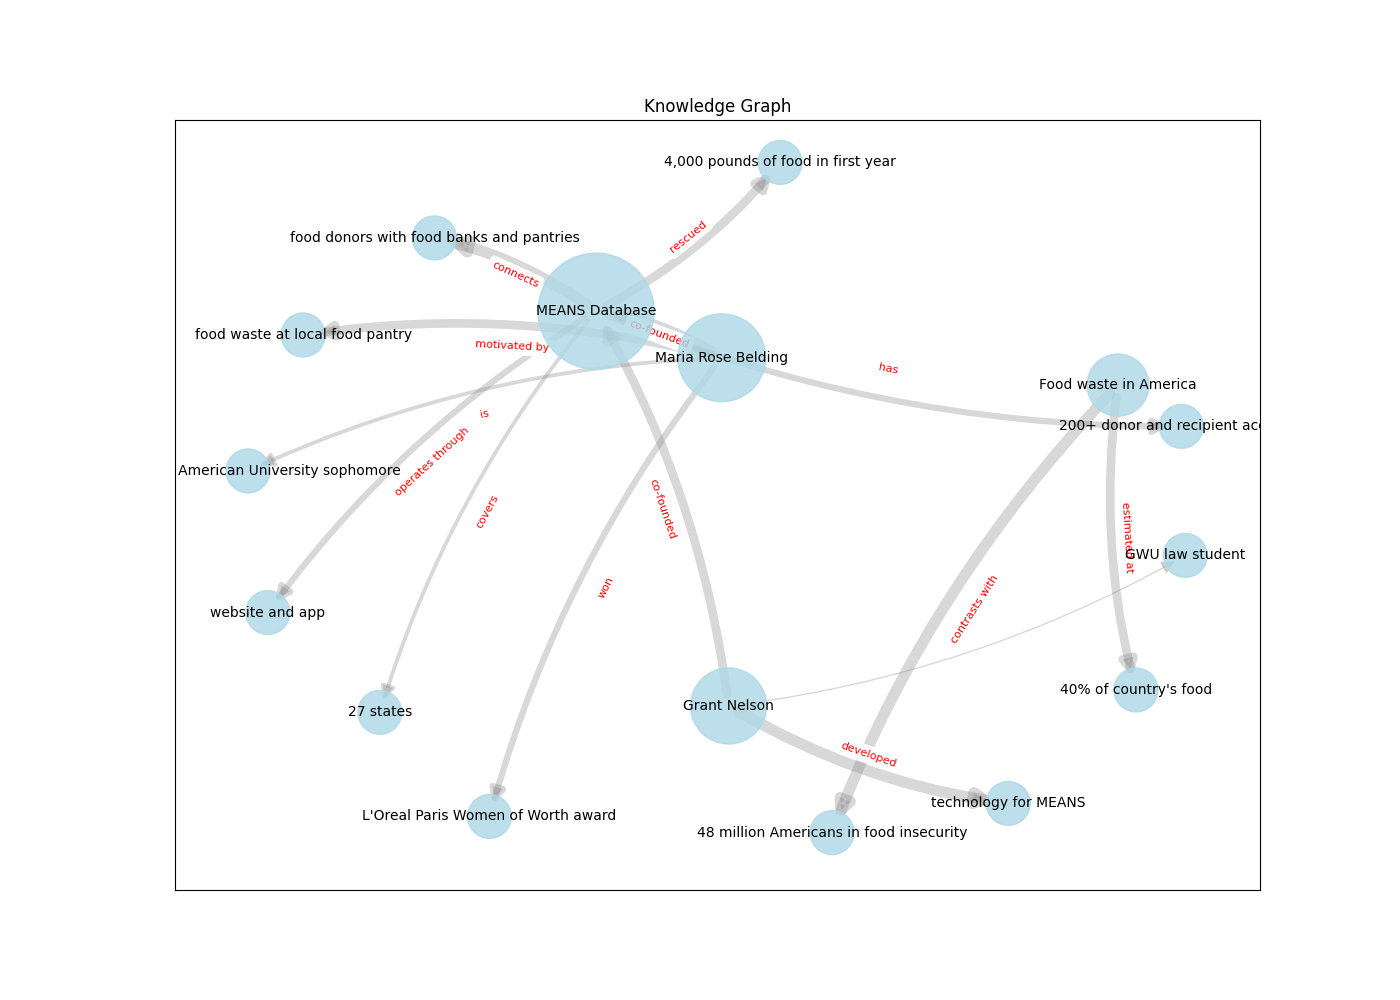 Knowledge Graph
4,000 pounds of food in first year
rescued
food donors with food banks and pantries
connects
MEANS Database
food waste at local food pantry
co-founded
motivated by
Maria Rose Belding
has
Food waste in America
200+ donor and recipient acc
is
operates through
American University sophomore
covers
co-founded
estimated at
GWU law student
won
contrasts with
website and app
40% of country's food
27 states
Grant Nelson
developed
technology for MEANS
L'Oreal Paris Women of Worth award
48 million Americans in food insecurity